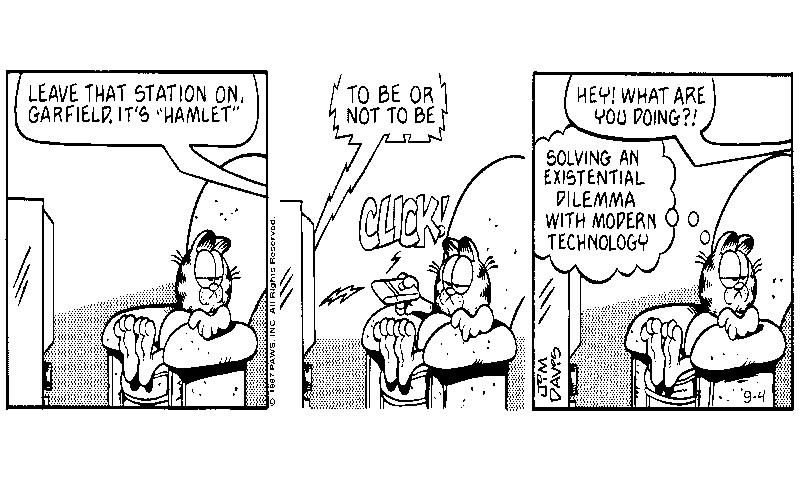 LEAVE THAT STATION ON,
GARFIELD, IT'S "HAMLET"
© 1987 PAWS, INC. All Rights Reserved.
TO BE OR
NOT TO BE
CLICK!
HEY! WHAT ARE
YOU DOING?!
SOLVING AN
EXISTENTIAL
DILEMMA
WITH MODERN
TECHNOLOGY
JIM
DAVIS
9-4